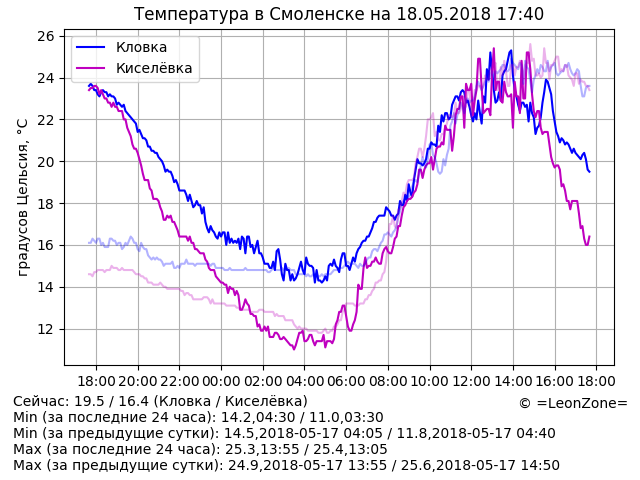 Температура в Смоленске на 18.05.2018 17:40
градусов Цельсия, °C
26
24
22
20
18
16
14
12
Кловка
Киселёвка
18:00 20:00 22:00 00:00 02:00 04:00 06:00 08:00 10:00 12:00 14:00 16:00 18:00
Сейчас: 19.5 / 16.4 (Кловка / Киселёвка)
© =LeonZone=
Min (за последние 24 часа): 14.2,04:30 / 11.0,03:30
Min (за предыдущие сутки): 14.5,2018-05-17 04:05 / 11.8,2018-05-17 04:40
Max (за последние 24 часа): 25.3,13:55 / 25.4,13:05
Max (за предыдущие сутки): 24.9,2018-05-17 13:55 / 25.6,2018-05-17 14:50